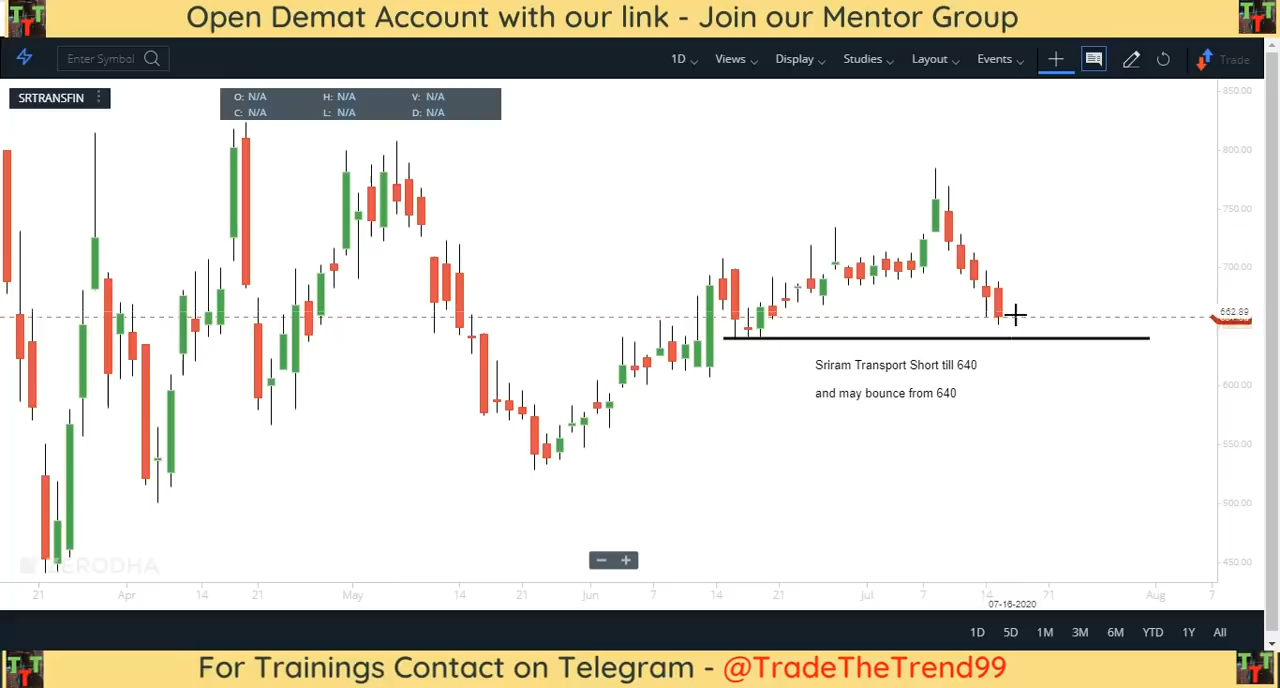 Open Demat Account with our link - Join our Mentor Group
Enter Symbol 1D Views Display Studies Layout Events Trade
SRTRANSFIN
O: N/A H: N/A V: N/A
C: N/A L: N/A D: N/A
850.00
800.00
750.00
700.00
662.89
Sriram Transport Short till 640
and may bounce from 640
600.00
550.00
500.00
450.00
ZERODHA
21 Apr 14 21 May 14 21 Jun 7 14 21 Jul 7 14 21 Aug 7
07-16-2020
1D 5D 1M 3M 6M YTD 1Y All
For Trainings Contact on Telegram - @TradeTheTrend99